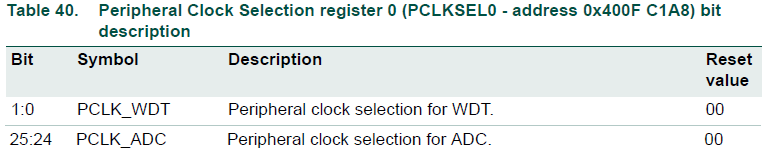 Table 40. Peripheral Clock Selection register 0 (PCLKSEL0 - address 0x400F C1A8) bit
description
Bit Symbol Description Reset
value
1:0 PCLK_WDT Peripheral clock selection for WDT. 00
25:24 PCLK_ADC Peripheral clock selection for ADC. 00